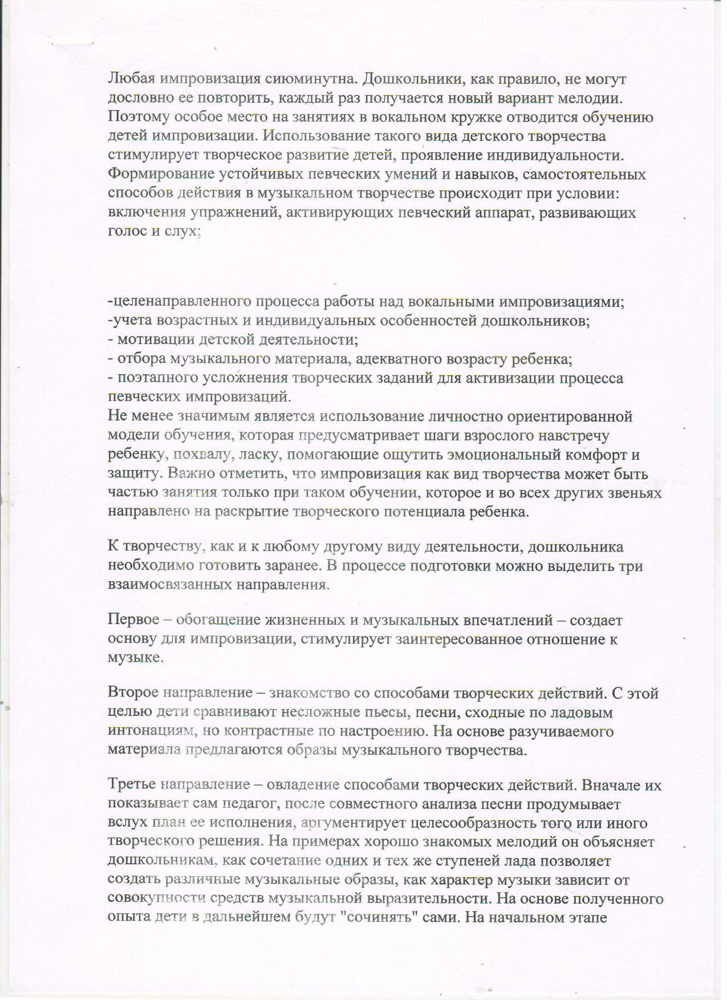 Любая импровизация сиюминутна. Дошкольники, как правило, не могут
дословно ее повторить, каждый раз получается новый вариант мелодии.
Поэтому особое место на занятиях в вокальном кружке отводится обучению
детей импровизации. Использование такого вида детского творчества
стимулирует творческое развитие детей, проявление индивидуальности.
Формирование устойчивых певческих умений и навыков, самостоятельных
способов действия в музыкальном творчестве происходит при условии:
включения упражнений, активирующих певческий аппарат, развивающих
голос и слух;
-целенаправленного процесса работы над вокальными импровизациями;
-учета возрастных и индивидуальных особенностей дошкольников;
- мотивации детской деятельности;
- отбора музыкального материала, адекватного возрасту ребенка;
- поэтапного усложнения творческих заданий для активизации процесса
певческих импровизаций.
Не менее значимым является использование личностно ориентированной
модели обучения, которая предусматривает шаги взрослого навстречу
ребенку, похвалу, ласку, помогающие ощутить эмоциональный комфорт и
защиту. Важно отметить, что импровизация как вид творчества может быть
частью занятия только при таком обучении, которое и во всех других звеньях
направлено на раскрытие творческого потенциала ребенка.
К творчеству, как и к любому другому виду деятельности, дошкольника
необходимо готовить заранее. В процессе подготовки можно выделить три
взаимосвязанных направления.
Первое – обогащение жизненных и музыкальных впечатлений – создает
основу для импровизации, стимулирует заинтересованное отношение к
музыке.
Второе направление – знакомство со способами творческих действий. С этой
целью дети сравнивают несложные пьесы, песни, сходные по ладовым
интонациям, но контрастные по настроению. На основе разучиваемого
материала предлагаются образы музыкального творчества.
Третье направление – овладение способами творческих действий. Вначале их
показывает сам педагог, после совместного анализа песни продумывает
вслух план ее исполнения, аргументирует целесообразность того или иного
творческого решения. На примерах хорошо знакомых мелодий он объясняет
дошкольникам, как сочетание одних и тех же ступеней лада позволяет
создать различные музыкальные образы, как характер музыки зависит от
совокупности средств музыкальной выразительности. На основе полученного
опыта дети в дальнейшем будут "сочинять" сами. На начальном этапе